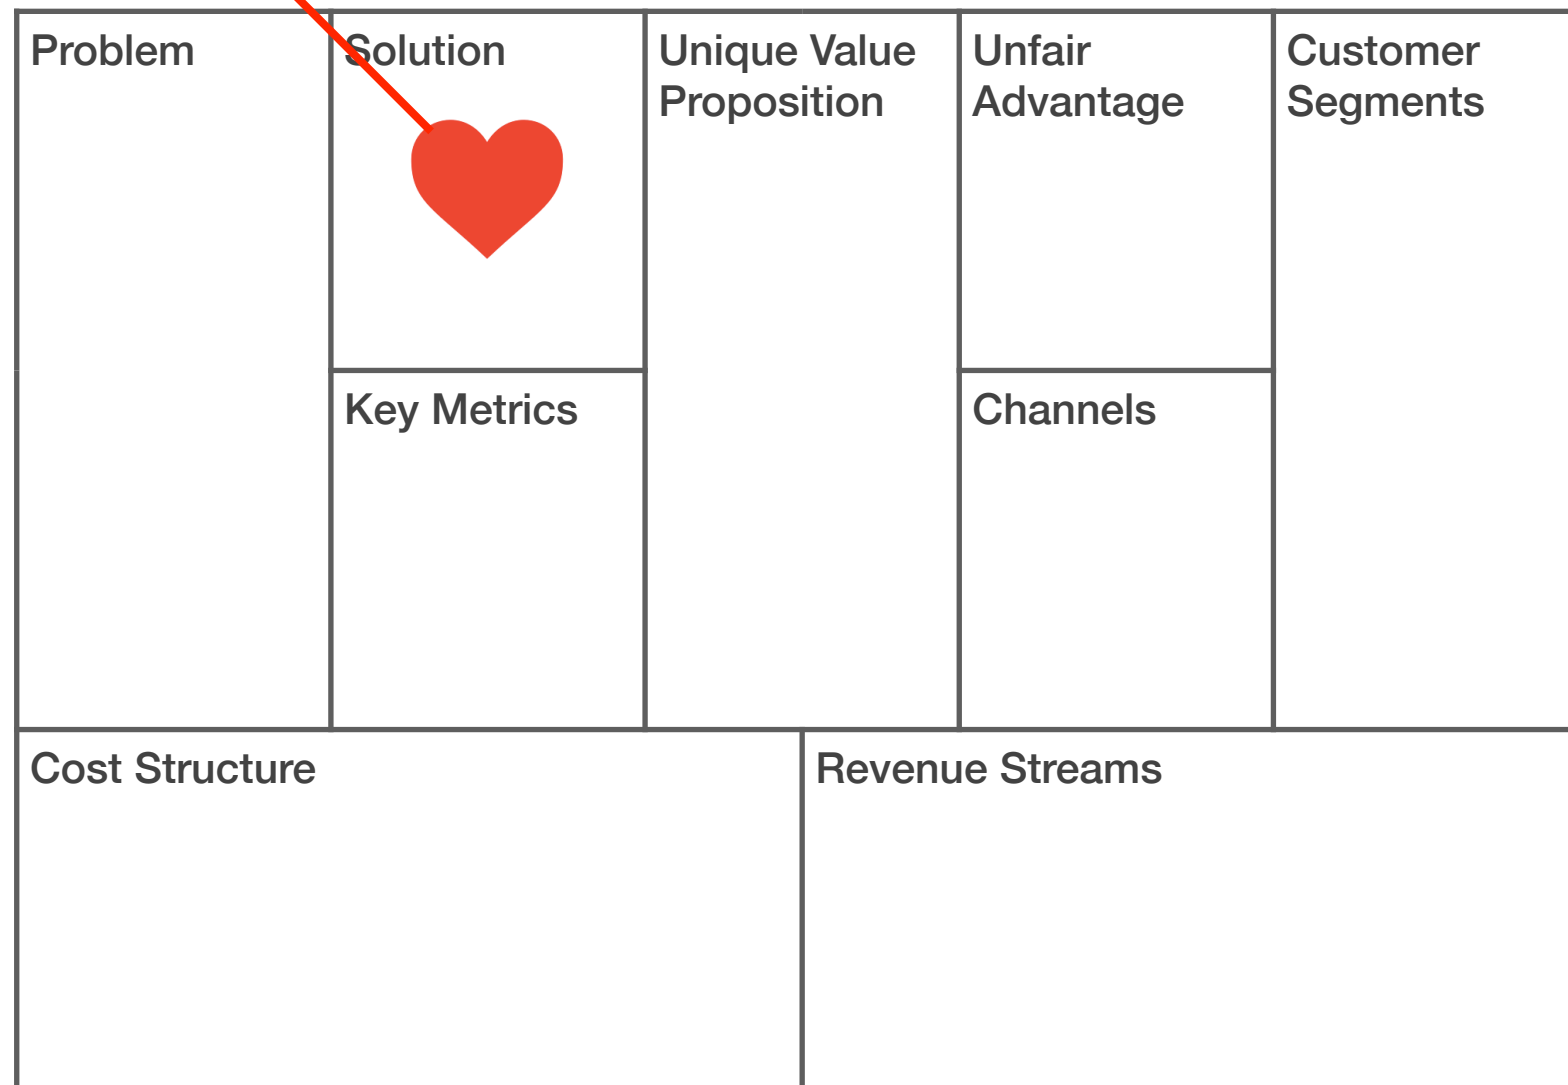 Problem
Solution
Unique Value
Proposition
Unfair
Advantage
Customer
Segments
Key Metrics
Channels
Cost Structure
Revenue Streams